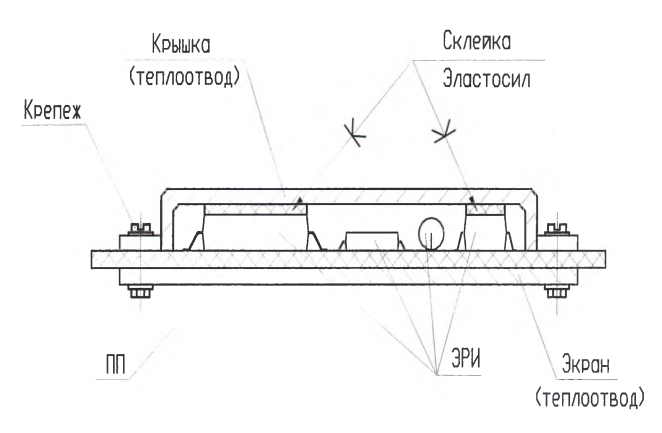 Крышка
(теплоотвод)
Склейка
Эластосил
Крепеж
ПП
ЭРИ
Экран
(теплоотвод)